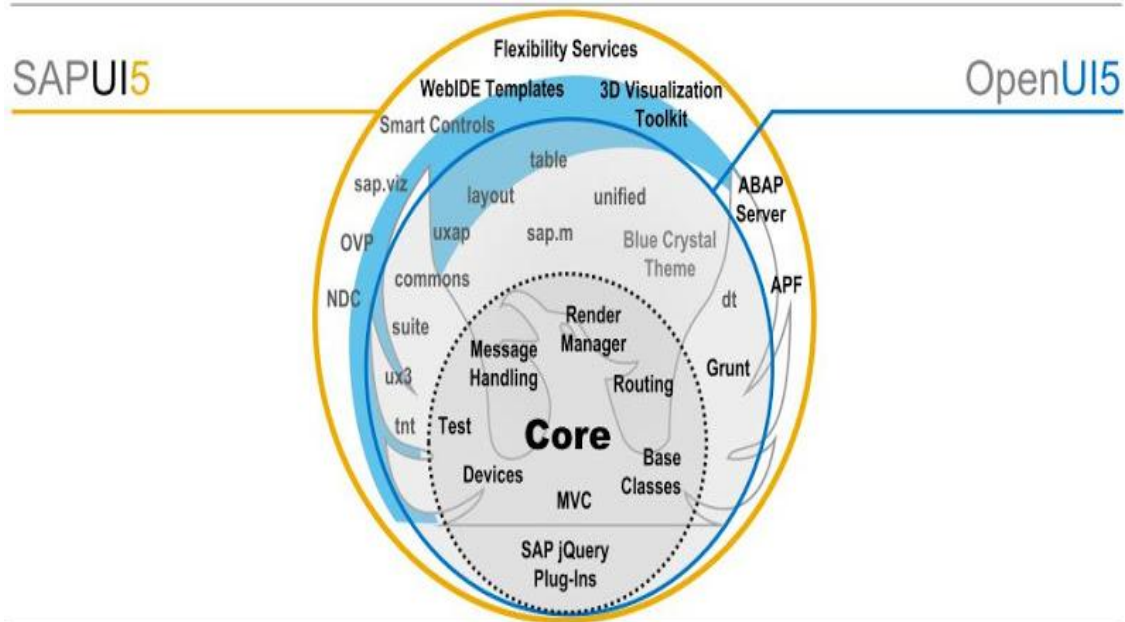 Flexibility Services
SAPUI5
OpenUI5
WebIDE Templates
3D Visualization
Toolkit
Smart Controls
table
sap.viz
layout
unified
ABAP
Server
OVP
uxap
sap.m
Blue Crystal
Theme
commons
APF
NDC
dt
suite
Render
Manager
Message
Handling
ux3
Routing
Grunt
tnt
Test
Core
Devices
Base
Classes
MVC
SAP jQuery
Plug-Ins